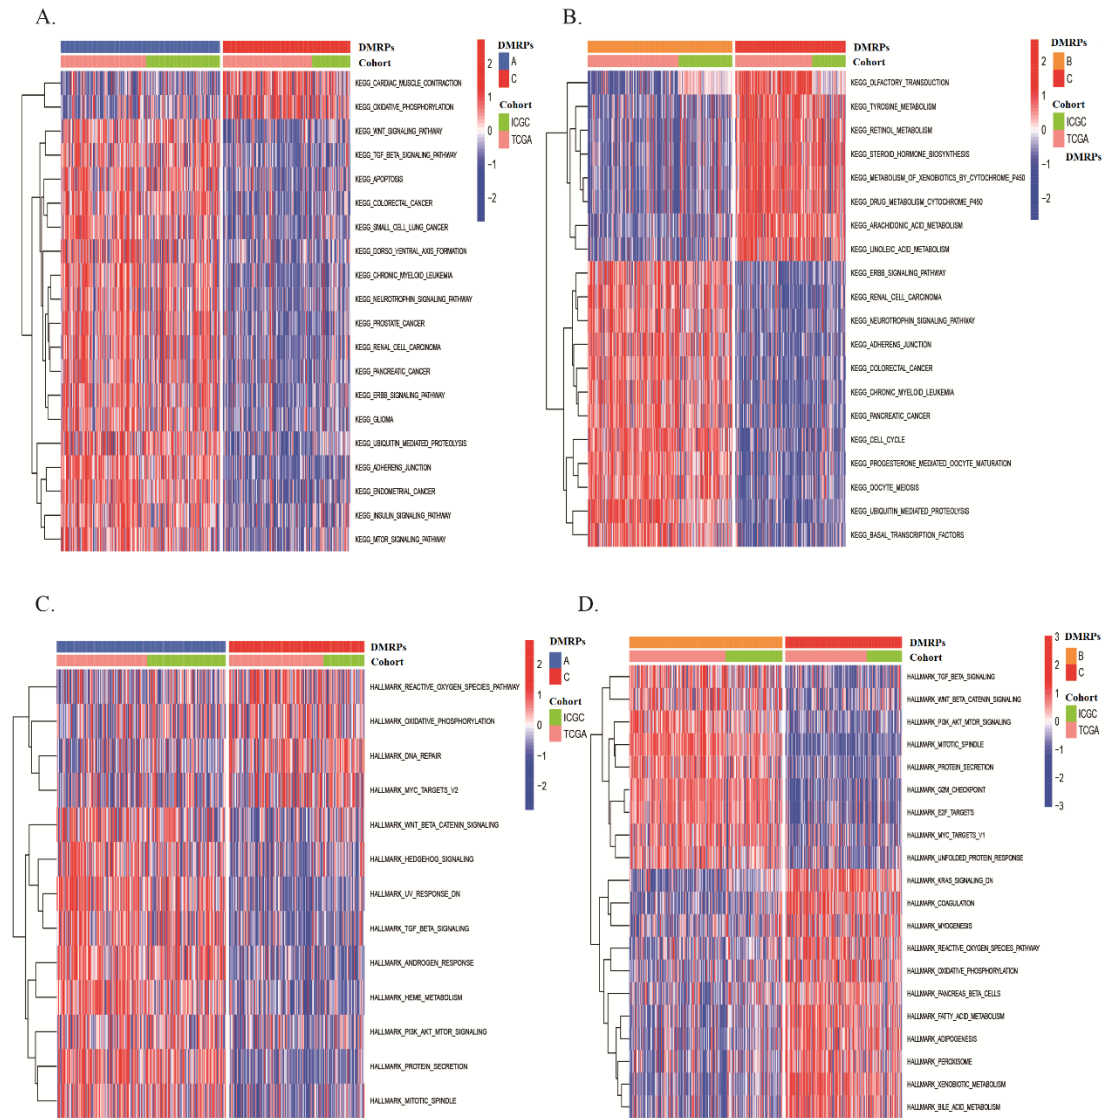 A.
DMRPs
Cohort
KEGG_CARDIAC_MUSCLE_CONTRACTION
KEGG_OXIDATIVE_PHOSPHORYLATION
KEGG_WNT_SIGNALING_PATHWAY
KEGG_TGF_BETA_SIGNALING_PATHWAY
KEGG_APOPTOSIS
KEGG_COLORECTAL_CANCER
KEGG_SMALL_CELL_LUNG_CANCER
KEGG_DORSO_VENTRAL_AXIS_FORMATION
KEGG_CHRONIC_MYELOID_LEUKEMIA
KEGG_NEUROTROPHIN_SIGNALING_PATHWAY
KEGG_PROSTATE_CANCER
KEGG_RENAL_CELL_CARCINOMA
KEGG_PANCREATIC_CANCER
KEGG_ERBB_SIGNALING_PATHWAY
KEGG_GLIOMA
KEGG_UBIQUITIN_MEDIATED_PROTEOLYSIS
KEGG_ADHERENS_JUNCTION
KEGG_ENDOMETRIAL_CANCER
KEGG_INSULIN_SIGNALING_PATHWAY
KEGG_MTOR_SIGNALING_PATHWAY
2
1
0
−1
−2
DMRPs
A
C
Cohort
ICGC
TCGA
B.
DMRPs
Cohort
KEGG_OLFACTORY_TRANSDUCTION
KEGG_TYROSINE_METABOLISM
KEGG_RETINOL_METABOLISM
KEGG_STEROID_HORMONE_BIOSYNTHESIS
KEGG_METABOLISM_OF_XENOBIOTICS_BY_CYTOCHROME_P450
KEGG_DRUG_METABOLISM_CYTOCHROME_P450
KEGG_ARACHIDONIC_ACID_METABOLISM
KEGG_LINOLEIC_ACID_METABOLISM
KEGG_ERBB_SIGNALING_PATHWAY
KEGG_RENAL_CELL_CARCINOMA
KEGG_NEUROTROPHIN_SIGNALING_PATHWAY
KEGG_ADHERENS_JUNCTION
KEGG_COLORECTAL_CANCER
KEGG_CHRONIC_MYELOID_LEUKEMIA
KEGG_PANCREATIC_CANCER
KEGG_CELL_CYCLE
KEGG_PROGESTERONE_MEDIATED_OOCYTE_MATURATION
KEGG_OOCYTE_MEIOSIS
KEGG_UBIQUITIN_MEDIATED_PROTEOLYSIS
KEGG_BASAL_TRANSCRIPTION_FACTORS
2
1
0
−1
−2
DMRPs
B
C
Cohort
ICGC
TCGA
DMRPs
C.
DMRPs
Cohort
HALLMARK_REACTIVE_OXYGEN_SPECIES_PATHWAY
HALLMARK_OXIDATIVE_PHOSPHORYLATION
HALLMARK_DNA_REPAIR
HALLMARK_MYC_TARGETS_V2
HALLMARK_WNT_BETA_CATENIN_SIGNALING
HALLMARK_HEDGEHOG_SIGNALING
HALLMARK_UV_RESPONSE_DN
HALLMARK_TGF_BETA_SIGNALING
HALLMARK_ANDROGEN_RESPONSE
HALLMARK_HEME_METABOLISM
HALLMARK_PI3K_AKT_MTOR_SIGNALING
HALLMARK_PROTEIN_SECRETION
HALLMARK_MITOTIC_SPINDLE
2
1
0
−1
−2
DMRPs
A
C
Cohort
ICGC
TCGA
D.
DMRPs
Cohort
HALLMARK_TGF_BETA_SIGNALING
HALLMARK_WNT_BETA_CATENIN_SIGNALING
HALLMARK_PI3K_AKT_MTOR_SIGNALING
HALLMARK_MITOTIC_SPINDLE
HALLMARK_PROTEIN_SECRETION
HALLMARK_G2M_CHECKPOINT
HALLMARK_E2F_TARGETS
HALLMARK_MYC_TARGETS_V1
HALLMARK_UNFOLDED_PROTEIN_RESPONSE
HALLMARK_KRAS_SIGNALING_DN
HALLMARK_COAGULATION
HALLMARK_MYOGENESIS
HALLMARK_REACTIVE_OXYGEN_SPECIES_PATHWAY
HALLMARK_OXIDATIVE_PHOSPHORYLATION
HALLMARK_PANCREAS_BETA_CELLS
HALLMARK_FATTY_ACID_METABOLISM
HALLMARK_ADIPOGENESIS
HALLMARK_PEROXISOME
HALLMARK_XENOBIOTIC_METABOLISM
HALLMARK_BILE_ACID_METABOLISM
3
2
1
0
−1
−2
−3
DMRPs
B
C
Cohort
ICGC
TCGA